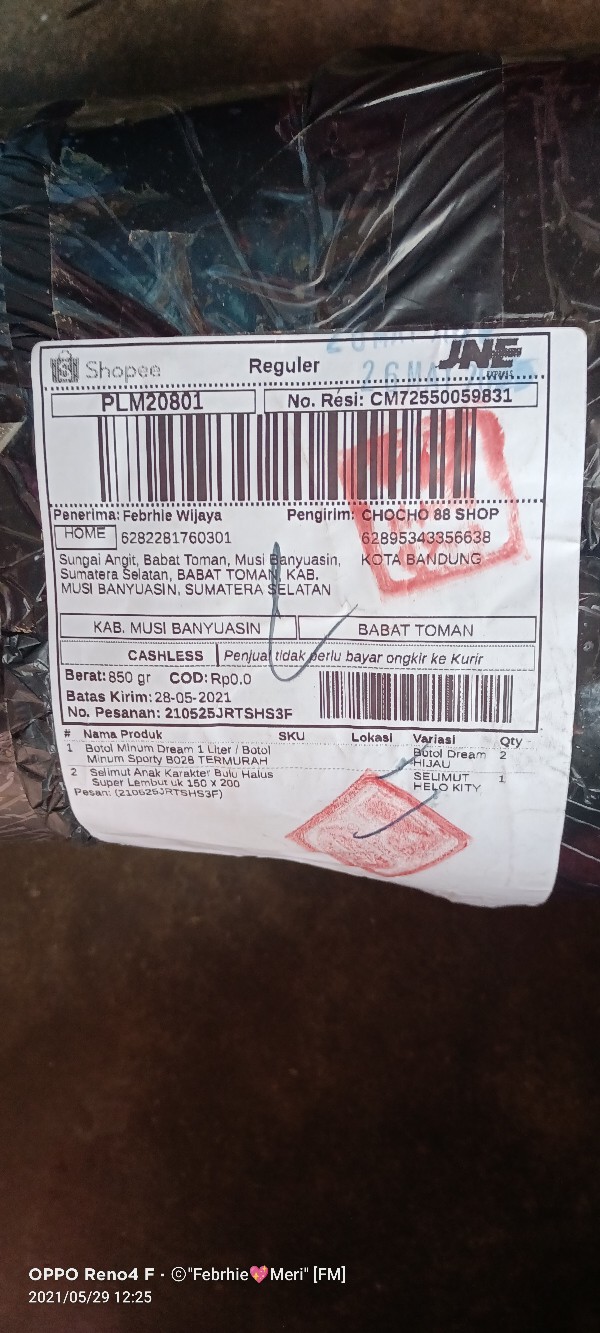 Shopee Reguler JNE EXPRESS
26 MAY
PLM20801 No. Resi: CM72550059831
Penerima: Febrhie Wijaya Pengirim: CHOCHO 88 SHOP
HOME 6282281760301 62895343356638
Sungai Angit, Babat Toman, Musi Banyuasin, KOTA BANDUNG
Sumatera Selatan, BABAT TOMAN, KAB.
MUSI BANYUASIN, SUMATERA SELATAN
KAB. MUSI BANYUASIN BABAT TOMAN
CASHLESS Penjual tidak perlu bayar ongkir ke Kurir
Berat: 850 gr COD: Rp0.0
Batas Kirim: 28-05-2021
No. Pesanan: 210525JRTSHS3F
# Nama Produk SKU Lokasi Variasi Qty
1 Botol Minum Dream 1 Liter / Botol Botol Dream 2
Minum Sporty B028 TERMURAH HIJAU
2 Selimut Anak Karakter Bulu Halus SELIMUT 1
Super Lembut uk 150 x 200 HELO KITY
Pesan: (210525JRTSHS3F)
OPPO Reno4 F · ©"Febrhie💖Meri" [FM]
2021/05/29 12:25